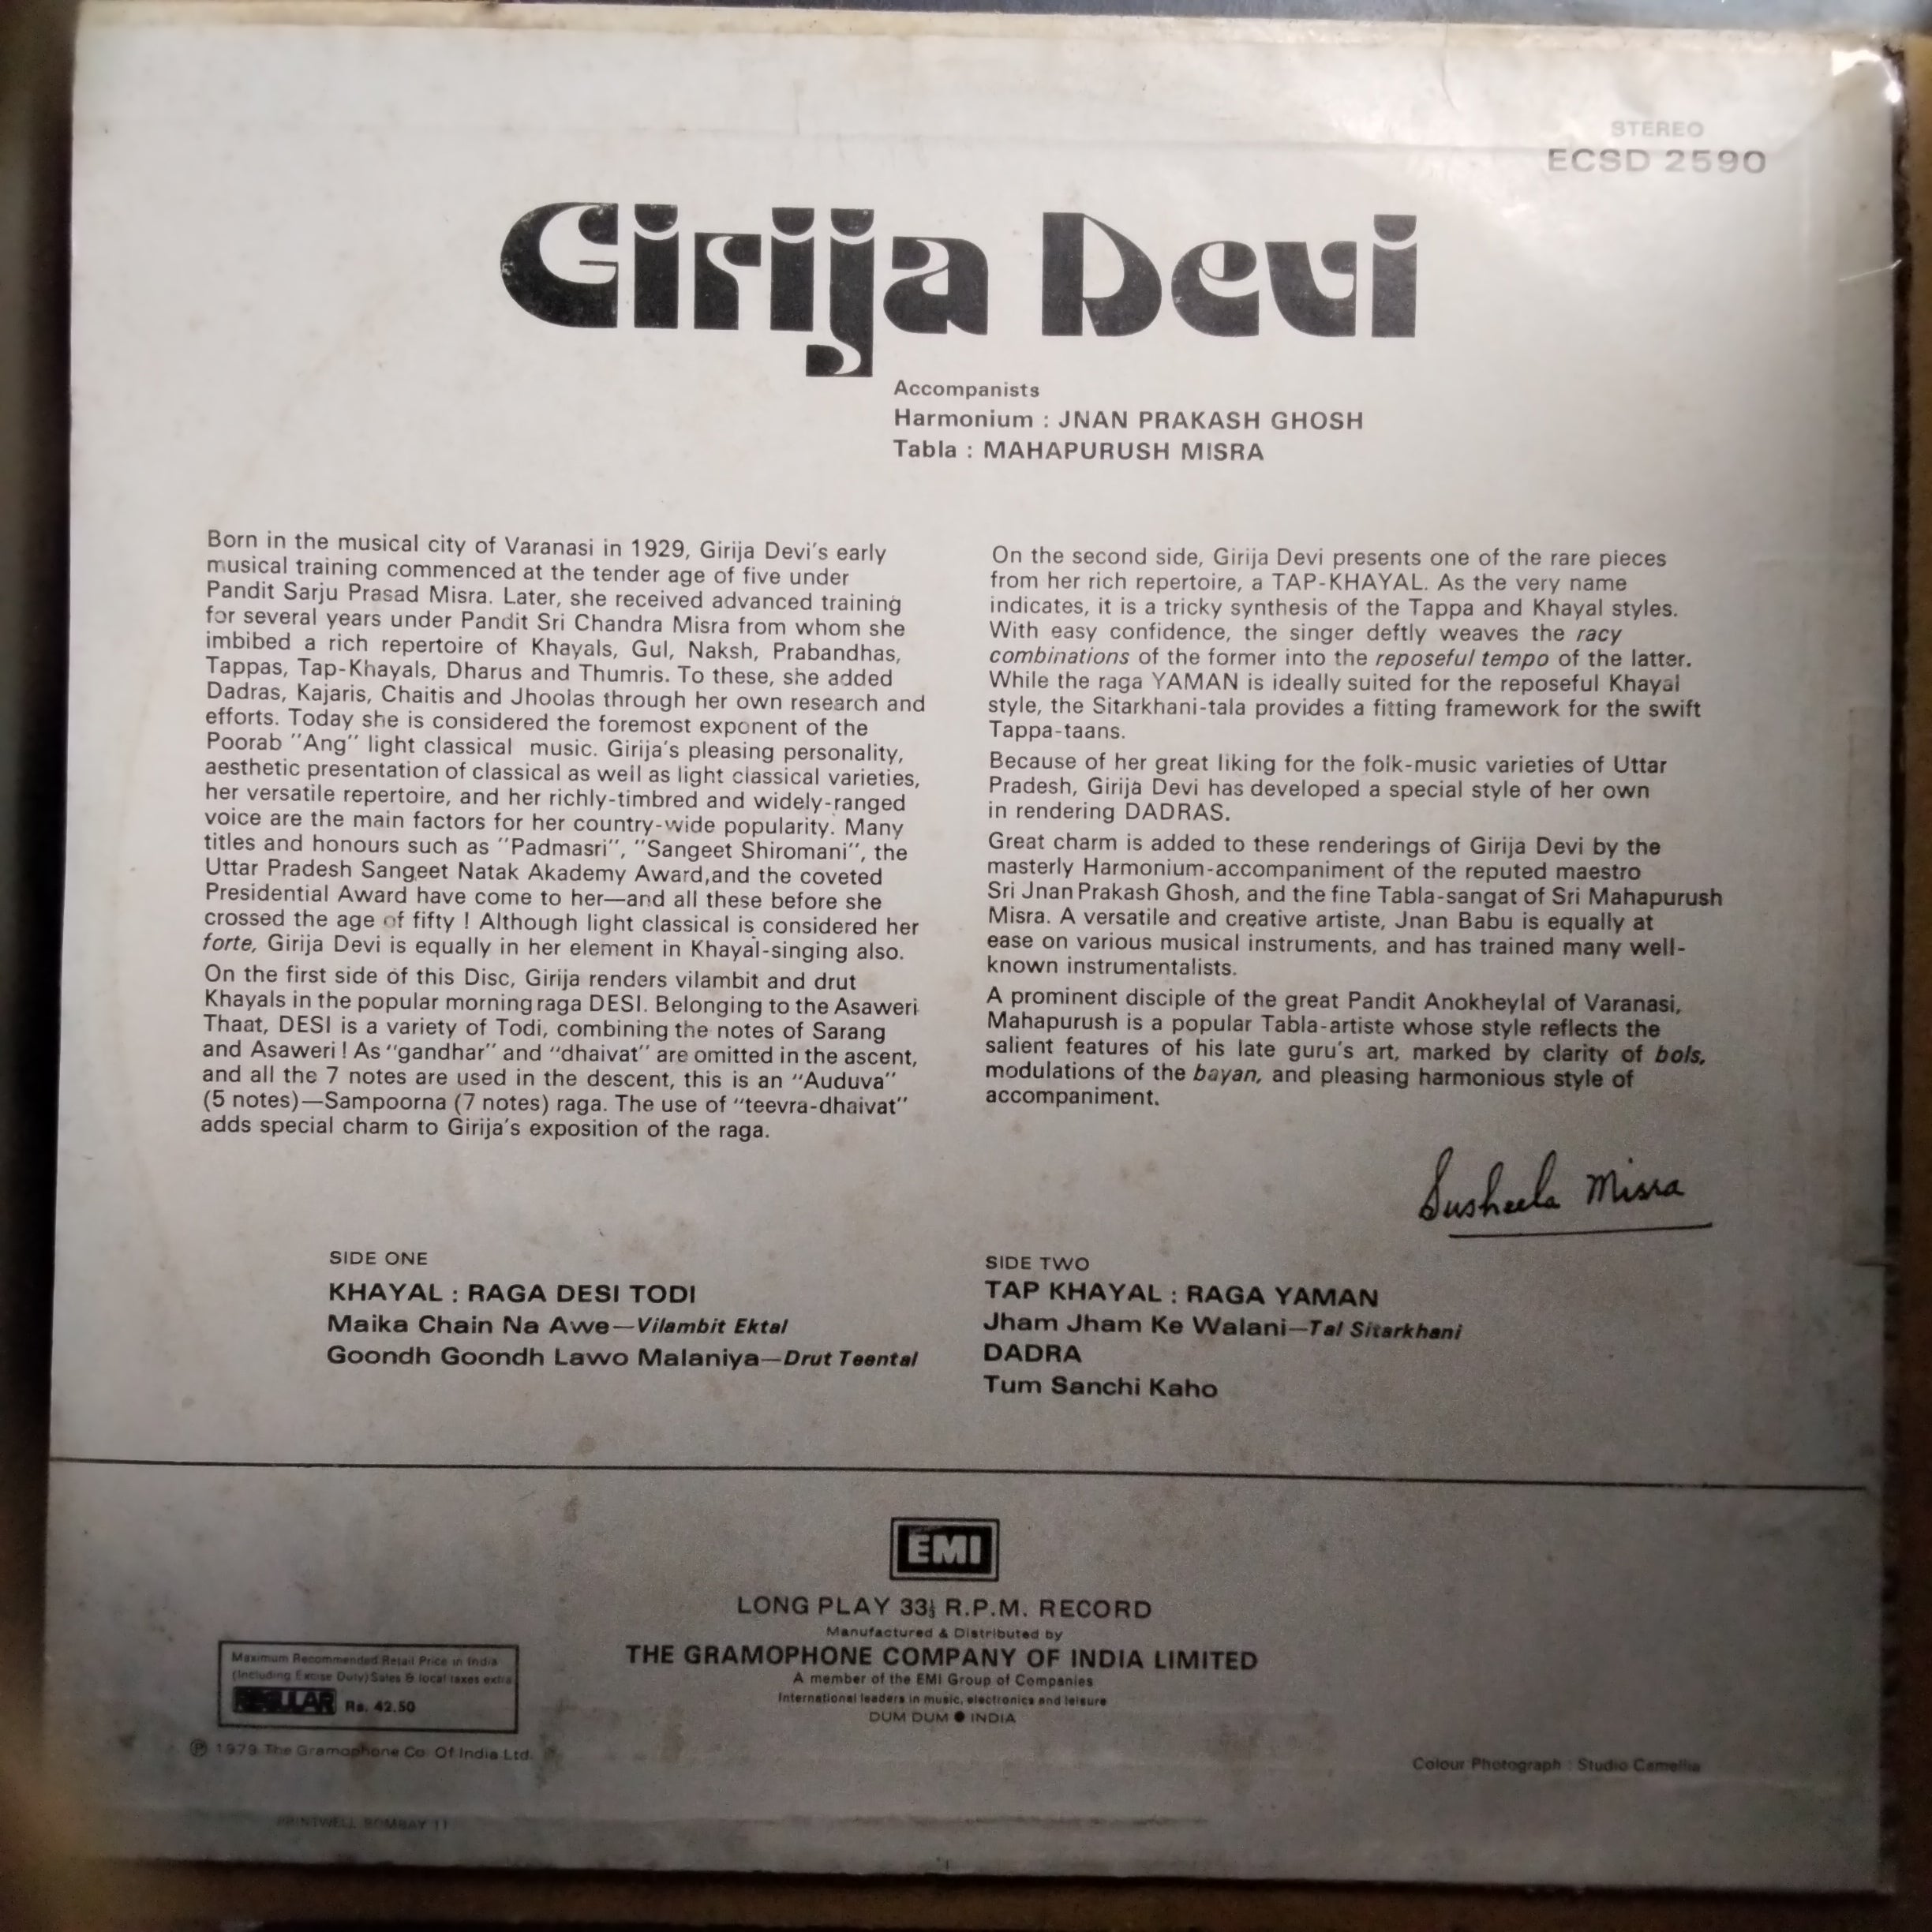 STEREO
ECSD 2590
Girija Devi
Accompanists
Harmonium : JNAN PRAKASH GHOSH
Tabla : MAHAPURUSH MISRA
Born in the musical city of Varanasi in 1929, Girija Devi's early
musical training commenced at the tender age of five under
Pandit Sarju Prasad Misra. Later, she received advanced training
for several years under Pandit Sri Chandra Misra from whom she
imbibed a rich repertoire of Khayals, Gul, Naksh, Prabandhas,
Tappas, Tap-Khayals, Dharus and Thumris. To these, she added
Dadras, Kajaris, Chaitis and Jhoolas through her own research and
efforts. Today she is considered the foremost exponent of the
Poorab "Ang" light classical music. Girija's pleasing personality,
aesthetic presentation of classical as well as light classical varieties,
her versatile repertoire, and her richly-timbred and widely-ranged
voice are the main factors for her country-wide popularity. Many
titles and honours such as "Padmasri", "Sangeet Shiromani", the
Uttar Pradesh Sangeet Natak Akademy Award,and the coveted
Presidential Award have come to her—and all these before she
crossed the age of fifty ! Although light classical is considered her
forte, Girija Devi is equally in her element in Khayal-singing also.
On the first side of this Disc, Girija renders vilambit and drut
Khayals in the popular morning raga DESI. Belonging to the Asaweri
Thaat, DESI is a variety of Todi, combining the notes of Sarang
and Asaweri ! As "gandhar" and "dhaivat" are omitted in the ascent,
and all the 7 notes are used in the descent, this is an "Auduva"
(5 notes)—Sampoorna (7 notes) raga. The use of "teevra-dhaivat"
adds special charm to Girija's exposition of the raga.
On the second side, Girija Devi presents one of the rare pieces
from her rich repertoire, a TAP-KHAYAL. As the very name
indicates, it is a tricky synthesis of the Tappa and Khayal styles.
With easy confidence, the singer deftly weaves the racy
combinations of the former into the reposeful tempo of the latter.
While the raga YAMAN is ideally suited for the reposeful Khayal
style, the Sitarkhani-tala provides a fitting framework for the swift
Tappa-taans.
Because of her great liking for the folk-music varieties of Uttar
Pradesh, Girija Devi has developed a special style of her own
in rendering DADRAS.
Great charm is added to these renderings of Girija Devi by the
masterly Harmonium-accompaniment of the reputed maestro
Sri Jnan Prakash Ghosh, and the fine Tabla-sangat of Sri Mahapurush
Misra. A versatile and creative artiste, Jnan Babu is equally at
ease on various musical instruments, and has trained many well-
known instrumentalists.
A prominent disciple of the great Pandit Anokheylal of Varanasi,
Mahapurush is a popular Tabla-artiste whose style reflects the
salient features of his late guru's art, marked by clarity of bols,
modulations of the bayan, and pleasing harmonious style of
accompaniment.
Susheela Misra
SIDE ONE
KHAYAL : RAGA DESI TODI
Maika Chain Na Awe—Vilambit Ektal
Goondh Goondh Lawo Malaniya—Drut Teental
SIDE TWO
TAP KHAYAL : RAGA YAMAN
Jham Jham Ke Walani—Tal Sitarkhani
DADRA
Tum Sanchi Kaho
EMI
LONG PLAY 33⅓ R.P.M. RECORD
Manufactured & Distributed by
THE GRAMOPHONE COMPANY OF INDIA LIMITED
A member of the EMI Group of Companies
International leaders in music, electronics and leisure
DUM DUM ● INDIA
Maximum Recommended Retail Price in India
(Including Excise Duty) Sales & local taxes extra
REGULAR Rs. 42.50
℗ 1979 The Gramophone Co. Of India Ltd.
Colour Photograph : Studio Camellia
PRINTWELL BOMBAY 11